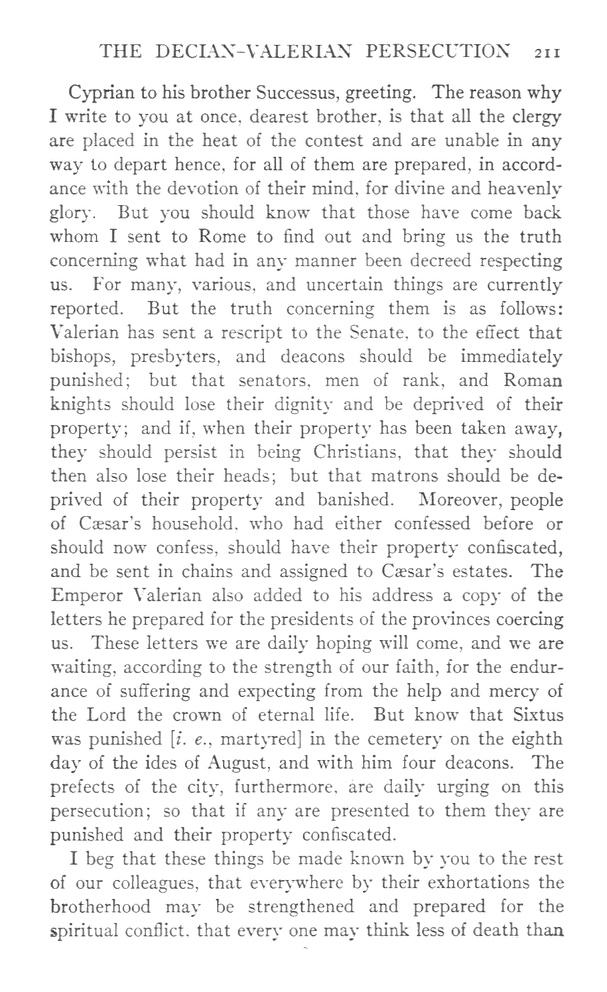 THE DECIAN-VALERIAN PERSECUTION 211
Cyprian to his brother Successus, greeting. The reason why
I write to you at once, dearest brother, is that all the clergy
are placed in the heat of the contest and are unable in any
way to depart hence, for all of them are prepared, in accord-
ance with the devotion of their mind, for divine and heavenly
glory. But you should know that those have come back
whom I sent to Rome to find out and bring us the truth
concerning what had in any manner been decreed respecting
us. For many, various, and uncertain things are currently
reported. But the truth concerning them is as follows:
Valerian has sent a rescript to the Senate, to the effect that
bishops, presbyters, and deacons should be immediately
punished; but that senators, men of rank, and Roman
knights should lose their dignity and be deprived of their
property; and if, when their property has been taken away,
they should persist in being Christians, that they should
then also lose their heads; but that matrons should be de-
prived of their property and banished. Moreover, people
of Cæsar's household, who had either confessed before or
should now confess, should have their property confiscated,
and be sent in chains and assigned to Cæsar's estates. The
Emperor Valerian also added to his address a copy of the
letters he prepared for the presidents of the provinces coercing
us. These letters we are daily hoping will come, and we are
waiting, according to the strength of our faith, for the endur-
ance of suffering and expecting from the help and mercy of
the Lord the crown of eternal life. But know that Sixtus
was punished [i. e., martyred] in the cemetery on the eighth
day of the ides of August, and with him four deacons. The
prefects of the city, furthermore, are daily urging on this
persecution; so that if any are presented to them they are
punished and their property confiscated.
I beg that these things be made known by you to the rest
of our colleagues, that everywhere by their exhortations the
brotherhood may be strengthened and prepared for the
spiritual conflict, that every one may think less of death than